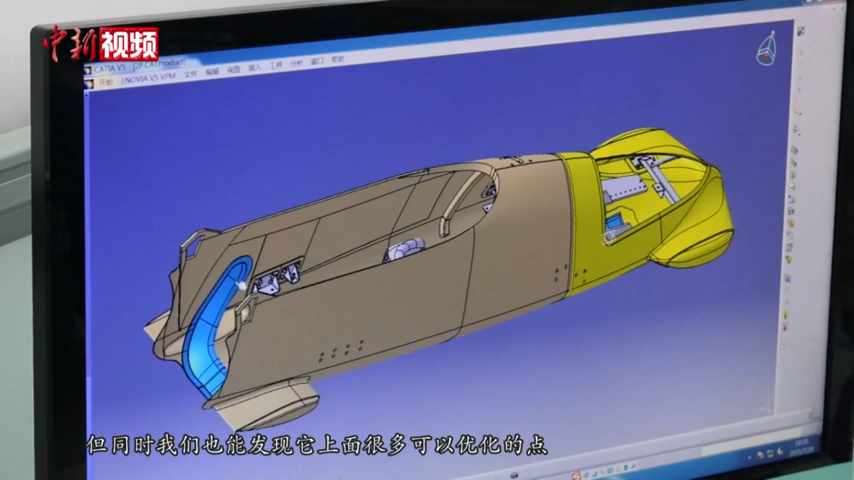 中新视频
CATIA V5 - [2P.CATProduct]
开始 ENOVIA V5 VPM 文件 编辑 视图 插入 工具 分析 窗口 帮助
但同时我们也能发现它上面很多可以优化的点